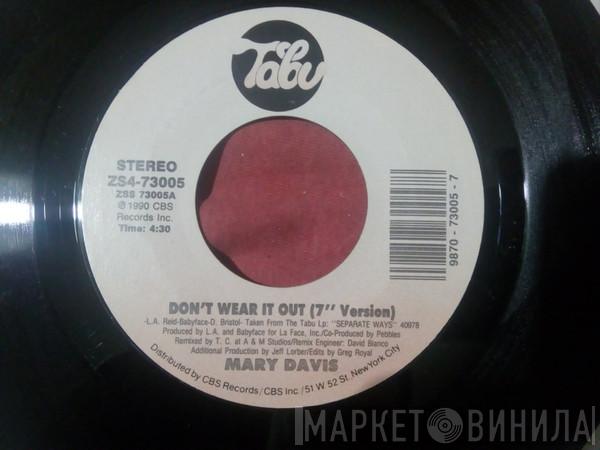 Tabu
STEREO
ZS4-73005
ZSS 73005A
℗ 1990 CBS
Records Inc.
Time: 4:30
9870 - 73005 - 7
DON'T WEAR IT OUT (7" Version)
-L.A. Reid-Babyface-D. Bristol- Taken From The Tabu Lp: "SEPARATE WAYS" 40978
Produced by L.A. and Babyface for La Face, Inc./Co-Produced by Pebbles
Remixed by T. C. at A & M Studios/Remix Engineer: David Bianco
Additional Production by Jeff Lorber/Edits by Greg Royal
MARY DAVIS
Distributed by CBS Records/CBS Inc./51 W 52 St. New York City
МАРКЕТ ВИНИЛА